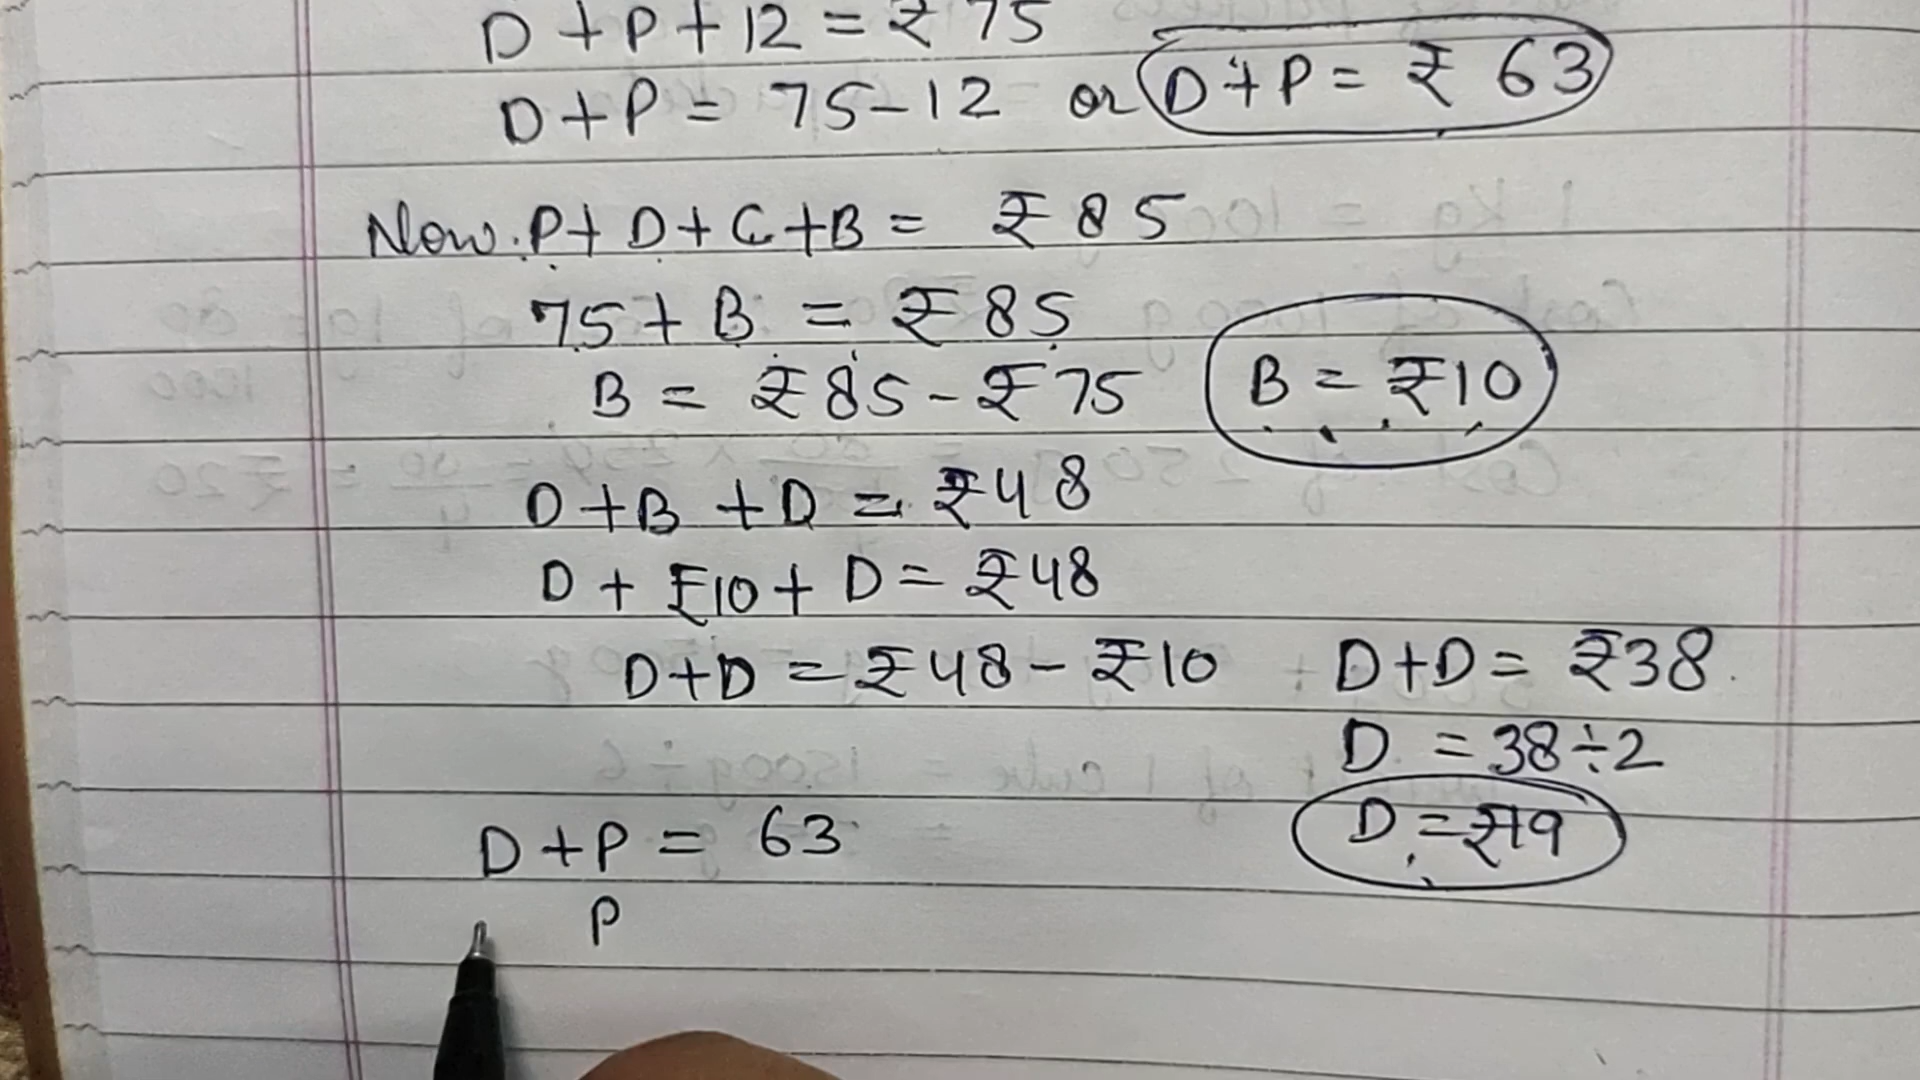 D + P + 12 = ₹ 75
D + P = 75 - 12 or D + P = ₹ 63
Now. P + D + C + B = ₹ 85
75 + B = ₹ 85
B = ₹ 85 - ₹ 75 B = ₹10
D + B + D = ₹48
D + ₹10 + D = ₹48
D + D = ₹48 - ₹10 D + D = ₹38.
D = 38 ÷ 2
D + P = 63 D = ₹19
P